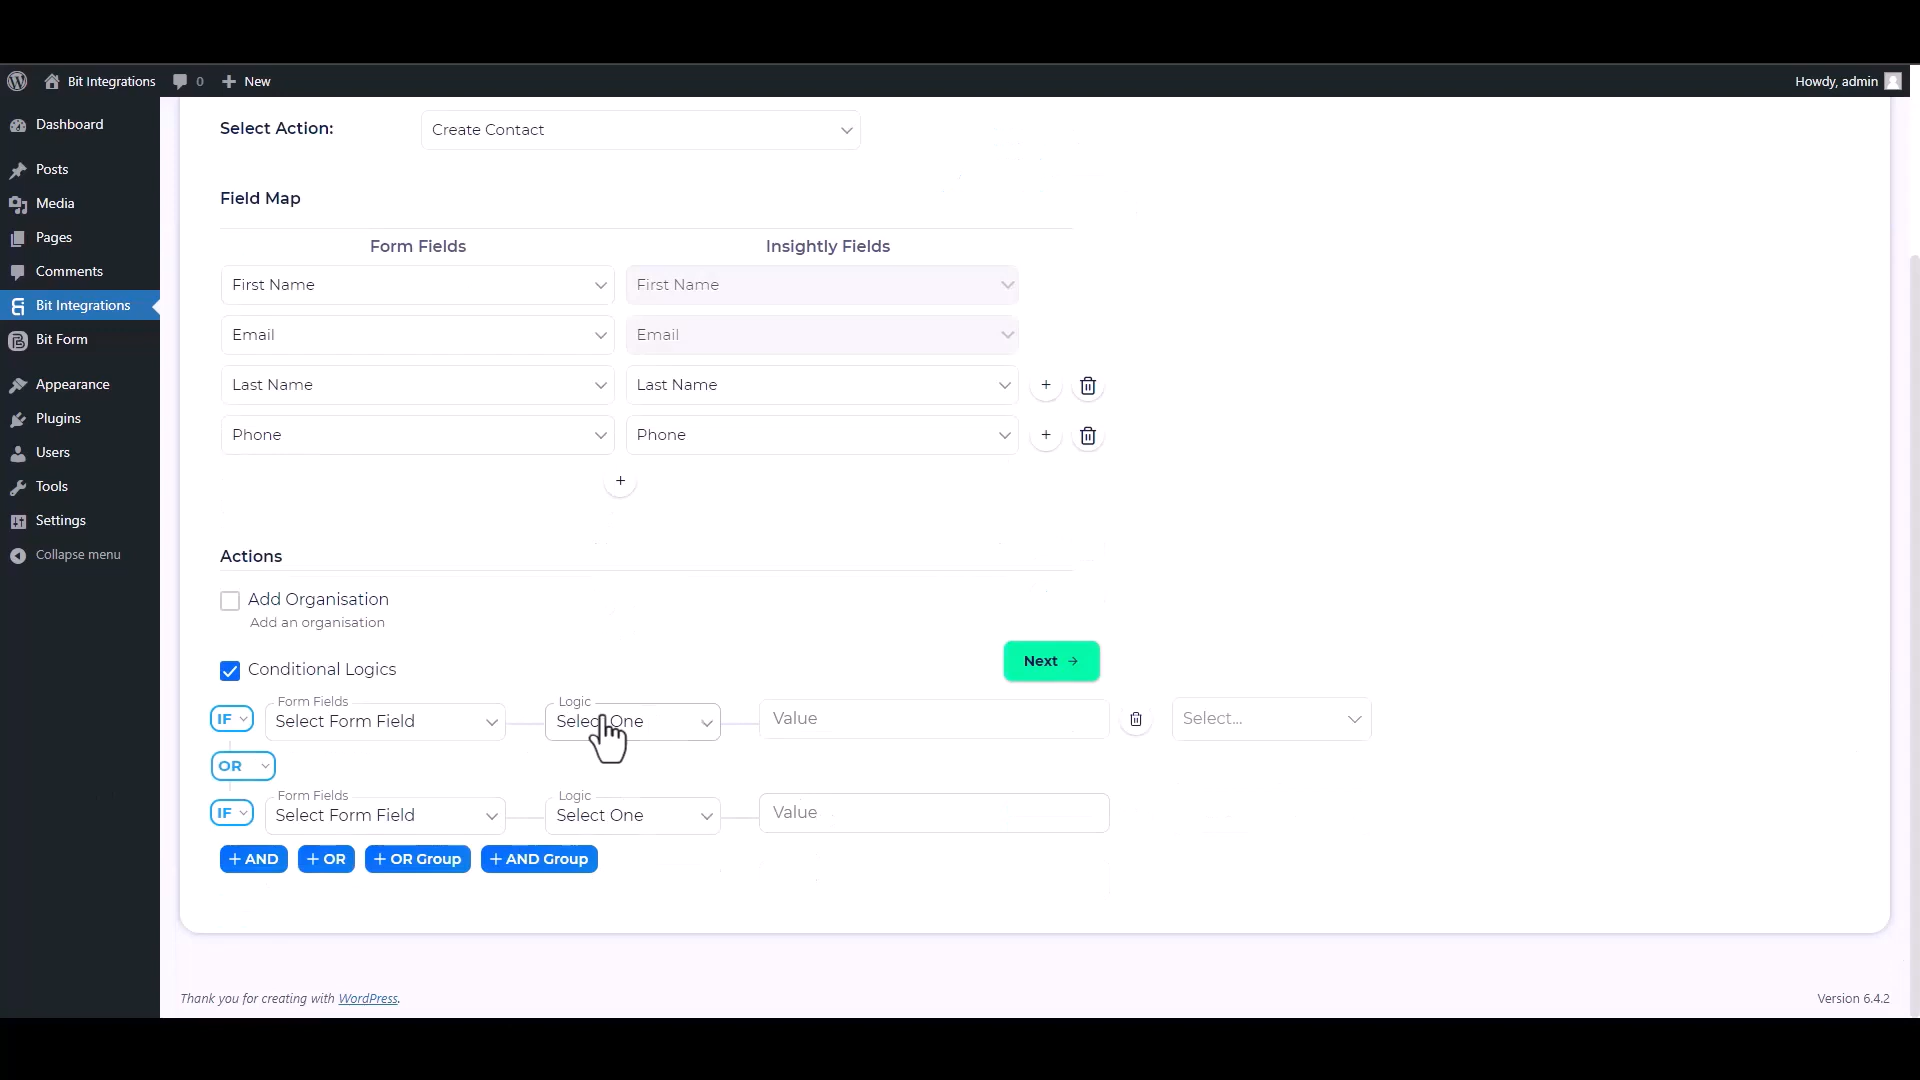 Bit Integrations 0 New Howdy, admin
Dashboard
Posts
Media
Pages
Comments
Bit Integrations
Bit Form
Appearance
Plugins
Users
Tools
Settings
Collapse menu
Select Action: Create Contact
Field Map
Form Fields Insightly Fields
First Name First Name
Email Email
Last Name Last Name +
Phone Phone +
+
Actions
Add Organisation
Add an organisation
Next →
Conditional Logics
Form Fields Logic
IF Select Form Field Select One Value Select...
OR
Form Fields Logic
IF Select Form Field Select One Value
+ AND + OR + OR Group + AND Group
Thank you for creating with WordPress. Version 6.4.2